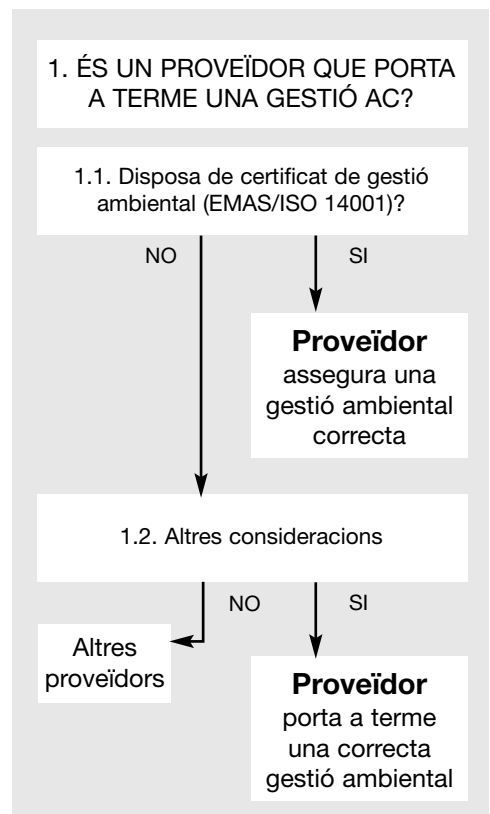 1. ÉS UN PROVEÏDOR QUE PORTA
A TERME UNA GESTIÓ AC?
1.1. Disposa de certificat de gestió
ambiental (EMAS/ISO 14001)?
NO
SI
Proveïdor
assegura una
gestió ambiental
correcta
1.2. Altres consideracions
NO
SI
Altres
proveïdors
Proveïdor
porta a terme
una correcta
gestió ambiental